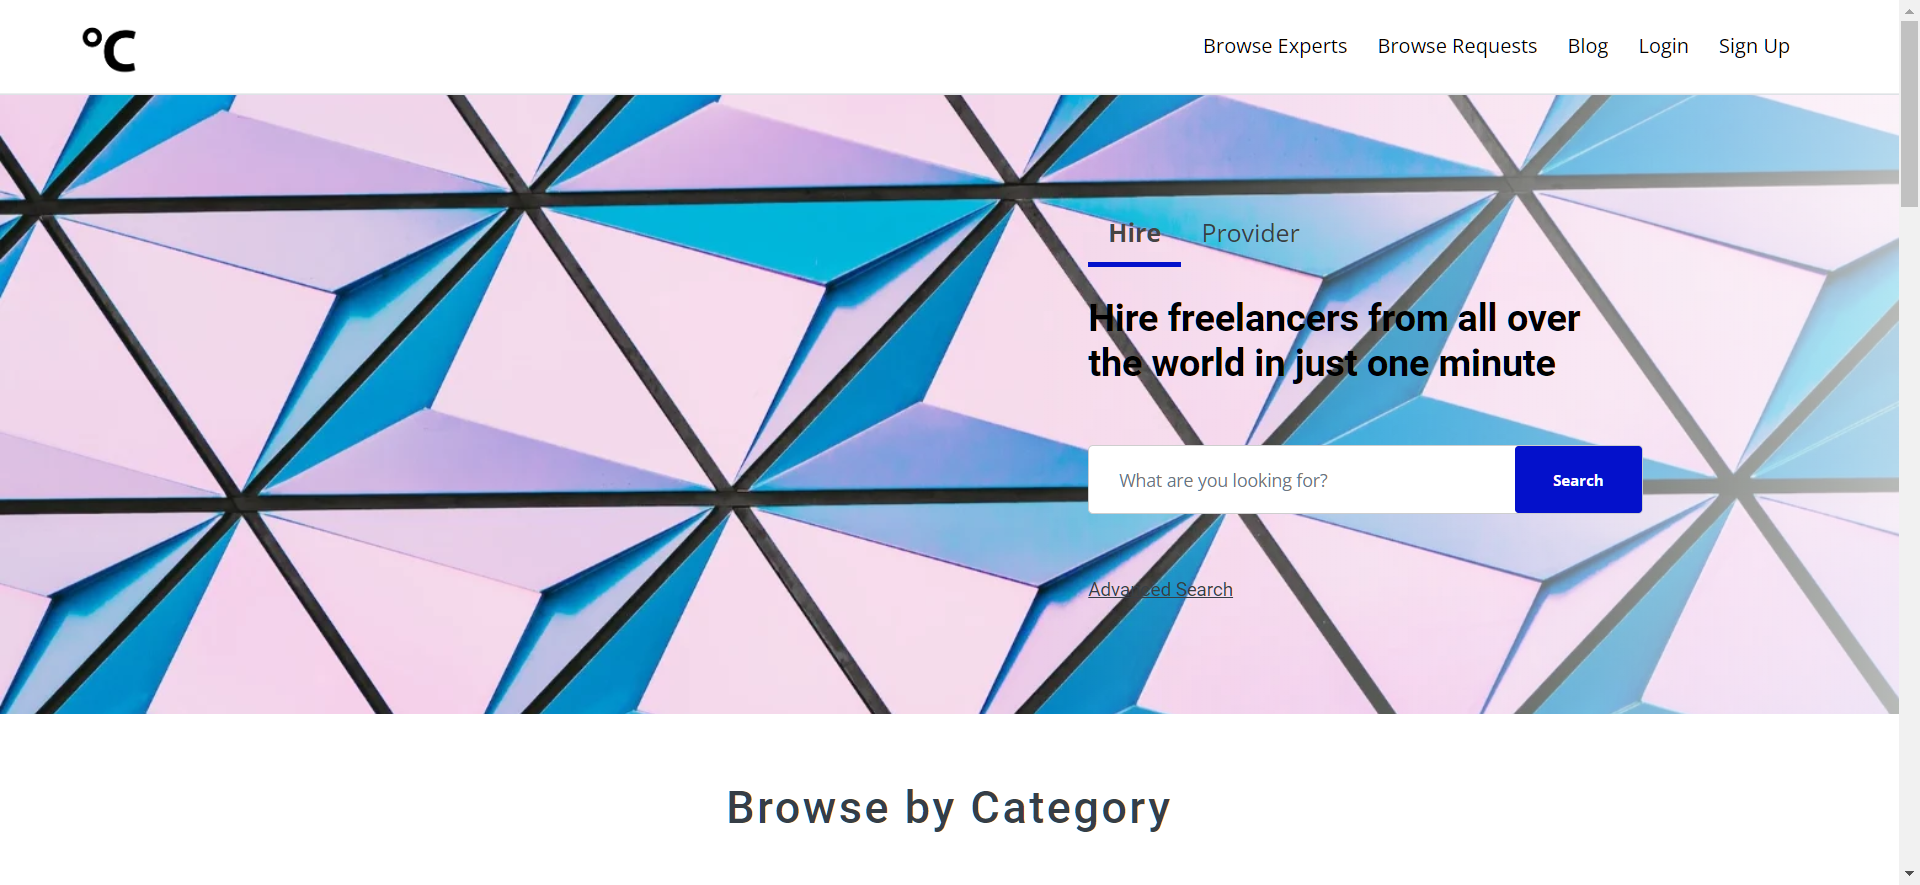 °C
Browse Experts Browse Requests Blog Login Sign Up
Hire Provider
Hire freelancers from all over
the world in just one minute
What are you looking for? Search
Advanced Search
Browse by Category